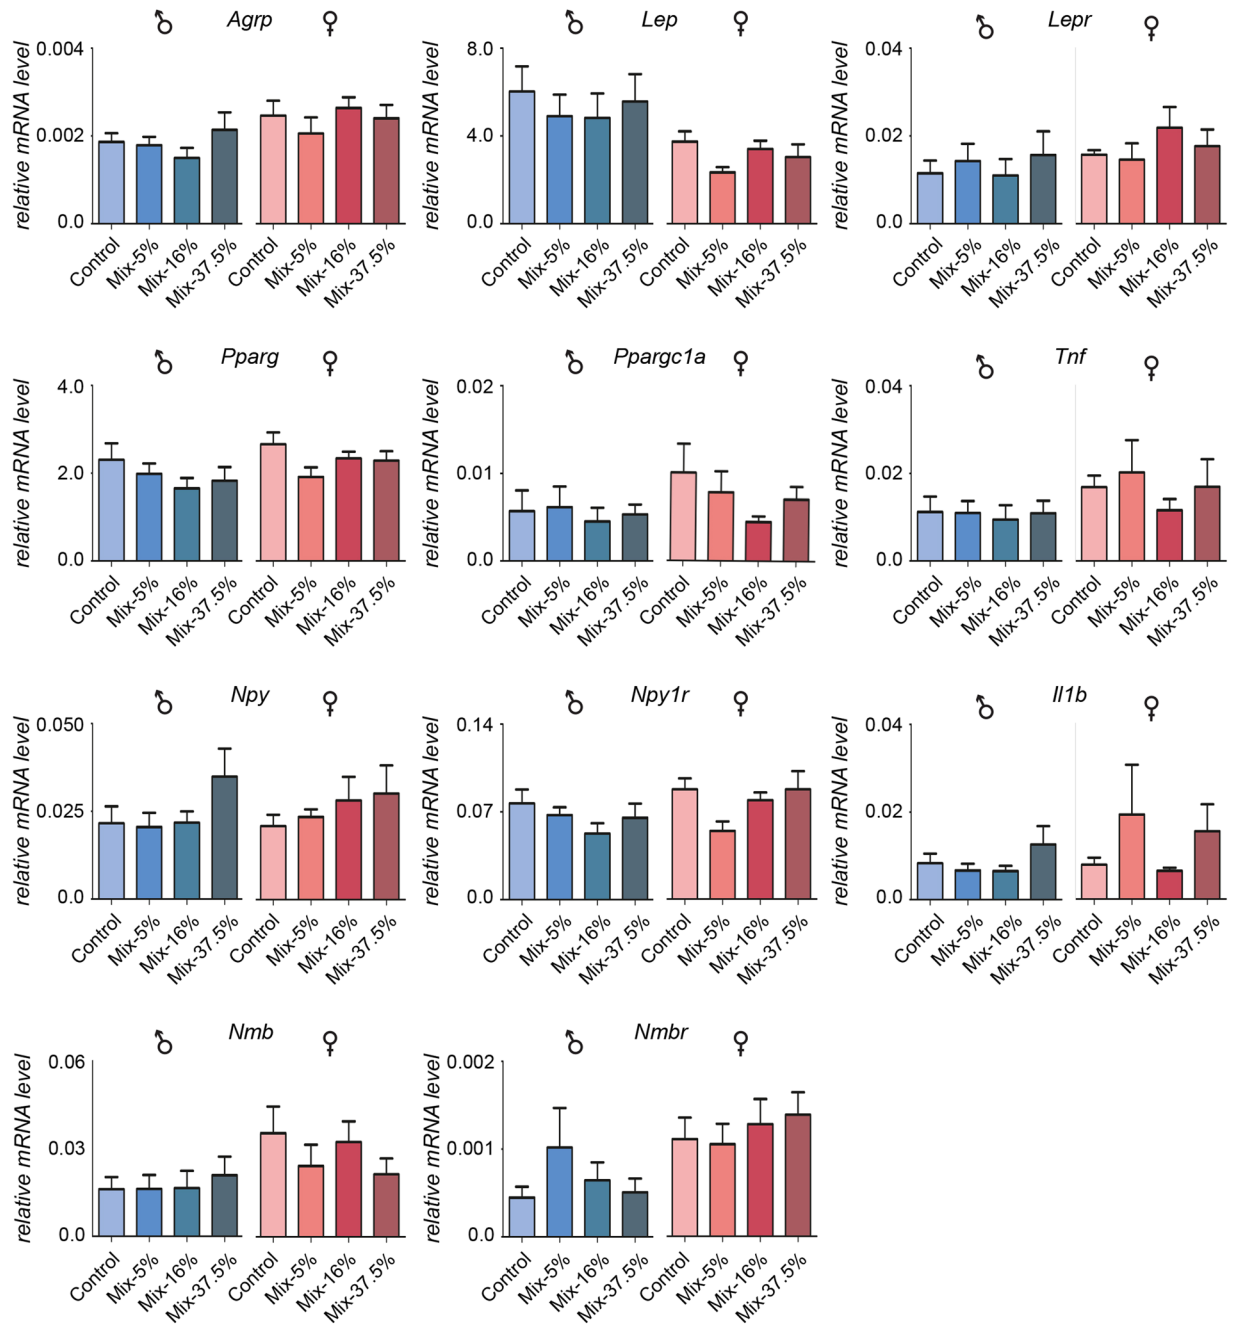 ♂ Agrp ♀
relative mRNA level
0.004
0.002
0.0
Control Mix-5% Mix-16% Mix-37.5% Control Mix-5% Mix-16% Mix-37.5%
♂ Lep ♀
relative mRNA level
8.0
4.0
0.0
Control Mix-5% Mix-16% Mix-37.5% Control Mix-5% Mix-16% Mix-37.5%
♂ Lepr ♀
relative mRNA level
0.04
0.02
0.0
Control Mix-5% Mix-16% Mix-37.5% Control Mix-5% Mix-16% Mix-37.5%
♂ Pparg ♀
relative mRNA level
4.0
2.0
0.0
Control Mix-5% Mix-16% Mix-37.5% Control Mix-5% Mix-16% Mix-37.5%
♂ Ppargc1a ♀
relative mRNA level
0.02
0.01
0.0
Control Mix-5% Mix-16% Mix-37.5% Control Mix-5% Mix-16% Mix-37.5%
♂ Tnf ♀
relative mRNA level
0.04
0.02
0.0
Control Mix-5% Mix-16% Mix-37.5% Control Mix-5% Mix-16% Mix-37.5%
♂ Npy ♀
relative mRNA level
0.050
0.025
0.0
Control Mix-5% Mix-16% Mix-37.5% Control Mix-5% Mix-16% Mix-37.5%
♂ Npy1r ♀
relative mRNA level
0.14
0.07
0.0
Control Mix-5% Mix-16% Mix-37.5% Control Mix-5% Mix-16% Mix-37.5%
♂ Il1b ♀
relative mRNA level
0.04
0.02
0.0
Control Mix-5% Mix-16% Mix-37.5% Control Mix-5% Mix-16% Mix-37.5%
♂ Nmb ♀
relative mRNA level
0.06
0.03
0.0
Control Mix-5% Mix-16% Mix-37.5% Control Mix-5% Mix-16% Mix-37.5%
♂ Nmbr ♀
relative mRNA level
0.002
0.001
0.0
Control Mix-5% Mix-16% Mix-37.5% Control Mix-5% Mix-16% Mix-37.5%